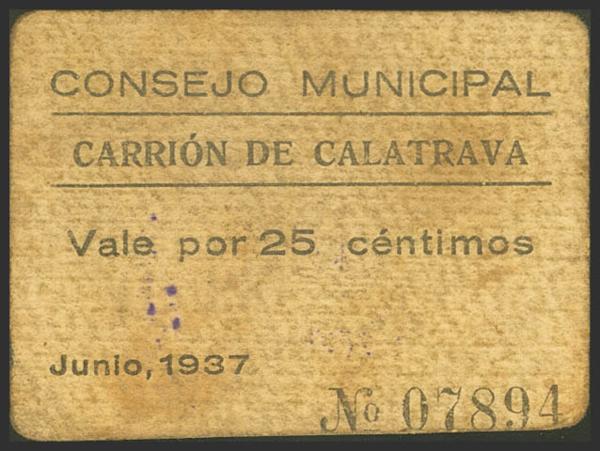 CONSEJO MUNICIPAL
CARRIÓN DE CALATRAVA
Vale por 25 céntimos
Junio, 1937
No 07894